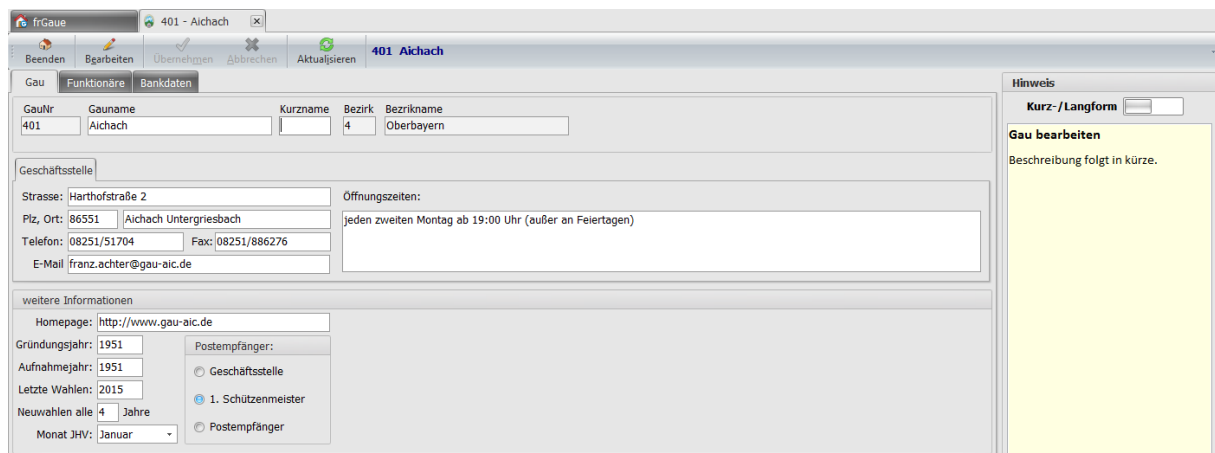 frGaue 401 - Aichach
Beenden Bearbeiten Übernehmen Abbrechen Aktualisieren 401 Aichach
Gau Funktionäre Bankdaten
GauNr Gauname Kurzname Bezirk Bezrikname
401 Aichach 4 Oberbayern
Geschäftsstelle
Strasse: Harthofstraße 2
Plz, Ort: 86551 Aichach Untergriesbach
Telefon: 08251/51704 Fax: 08251/886276
E-Mail franz.achter@gau-aic.de
Öffnungszeiten:
jeden zweiten Montag ab 19:00 Uhr (außer an Feiertagen)
weitere Informationen
Homepage: http://www.gau-aic.de
Gründungsjahr: 1951
Aufnahmejahr: 1951
Letzte Wahlen: 2015
Neuwahlen alle 4 Jahre
Monat JHV: Januar
Postempfänger:
Geschäftsstelle
1. Schützenmeister
Postempfänger
Hinweis
Kurz-/Langform
Gau bearbeiten
Beschreibung folgt in kürze.